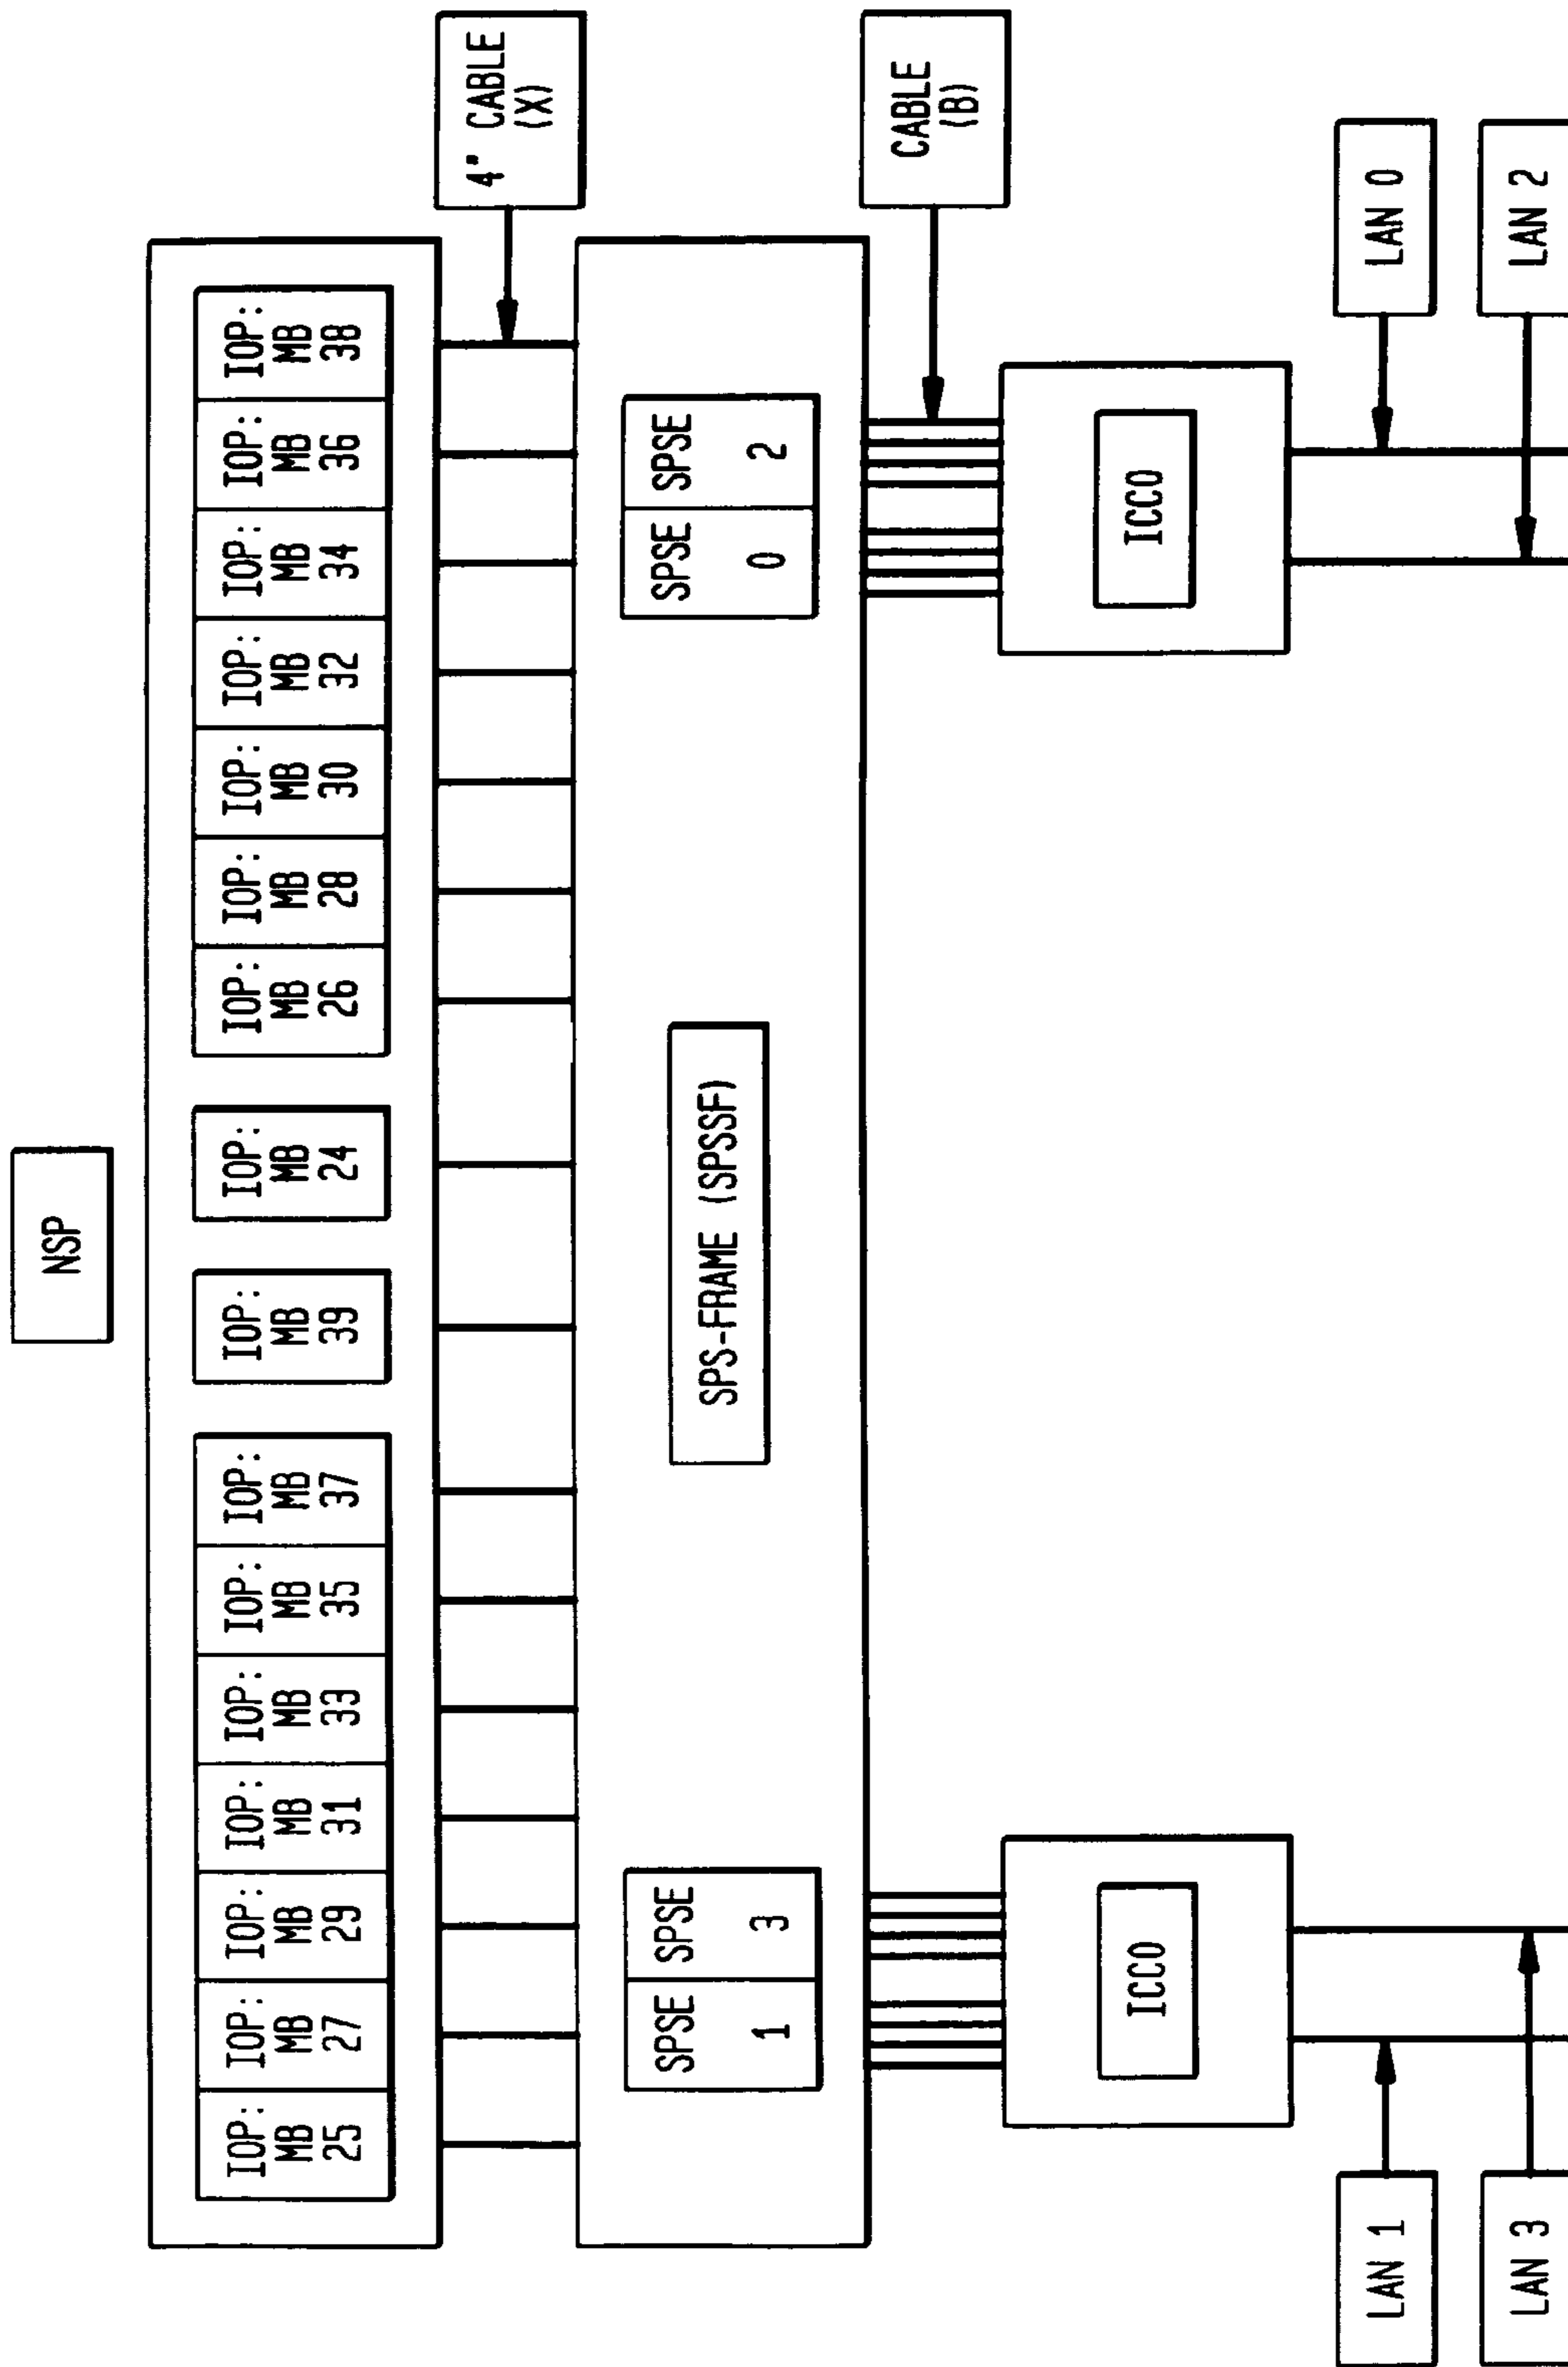 NSP
IOP:
MB
25
IOP:
MB
27
IOP:
MB
29
IOP:
MB
31
IOP:
MB
33
IOP:
MB
35
IOP:
MB
37
IOP:
MB
39
IOP:
MB
24
IOP:
MB
26
IOP:
MB
28
IOP:
MB
30
IOP:
MB
32
IOP:
MB
34
IOP:
MB
36
IOP:
MB
38
4" CABLE
(X)
SPSE
1
SPSE
3
SPS-FRAME (SPSSF)
SPSE
0
SPSE
2
CABLE
(B)
ICCO
ICCO
LAN 1
LAN 0
LAN 3
LAN 2